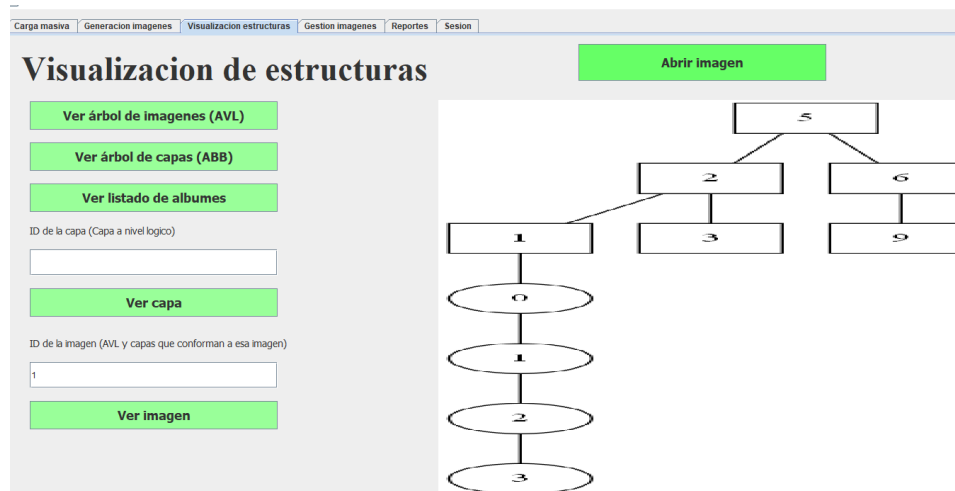 Carga masiva Generacion imagenes Visualizacion estructuras Gestion imagenes Reportes Sesion
Visualizacion de estructuras
Abrir imagen
Ver árbol de imagenes (AVL)
Ver árbol de capas (ABB)
Ver listado de albumes
ID de la capa (Capa a nivel logico)
Ver capa
ID de la imagen (AVL y capas que conforman a esa imagen)
1
Ver imagen
5
2 6
1 3 9
0
1
2
3